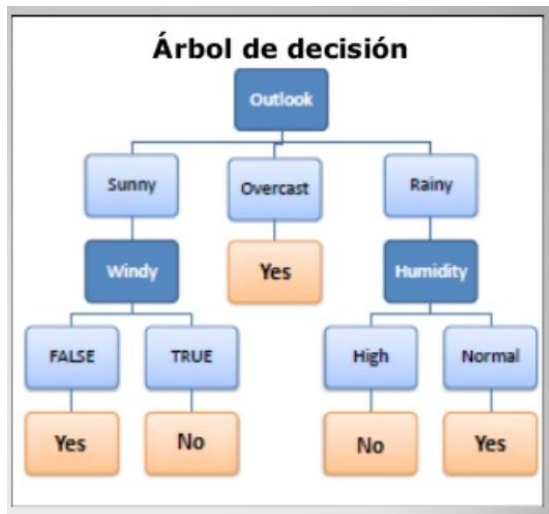 Árbol de decisión
Outlook
Sunny Overcast Rainy
Windy Yes Humidity
FALSE TRUE High Normal
Yes No No Yes